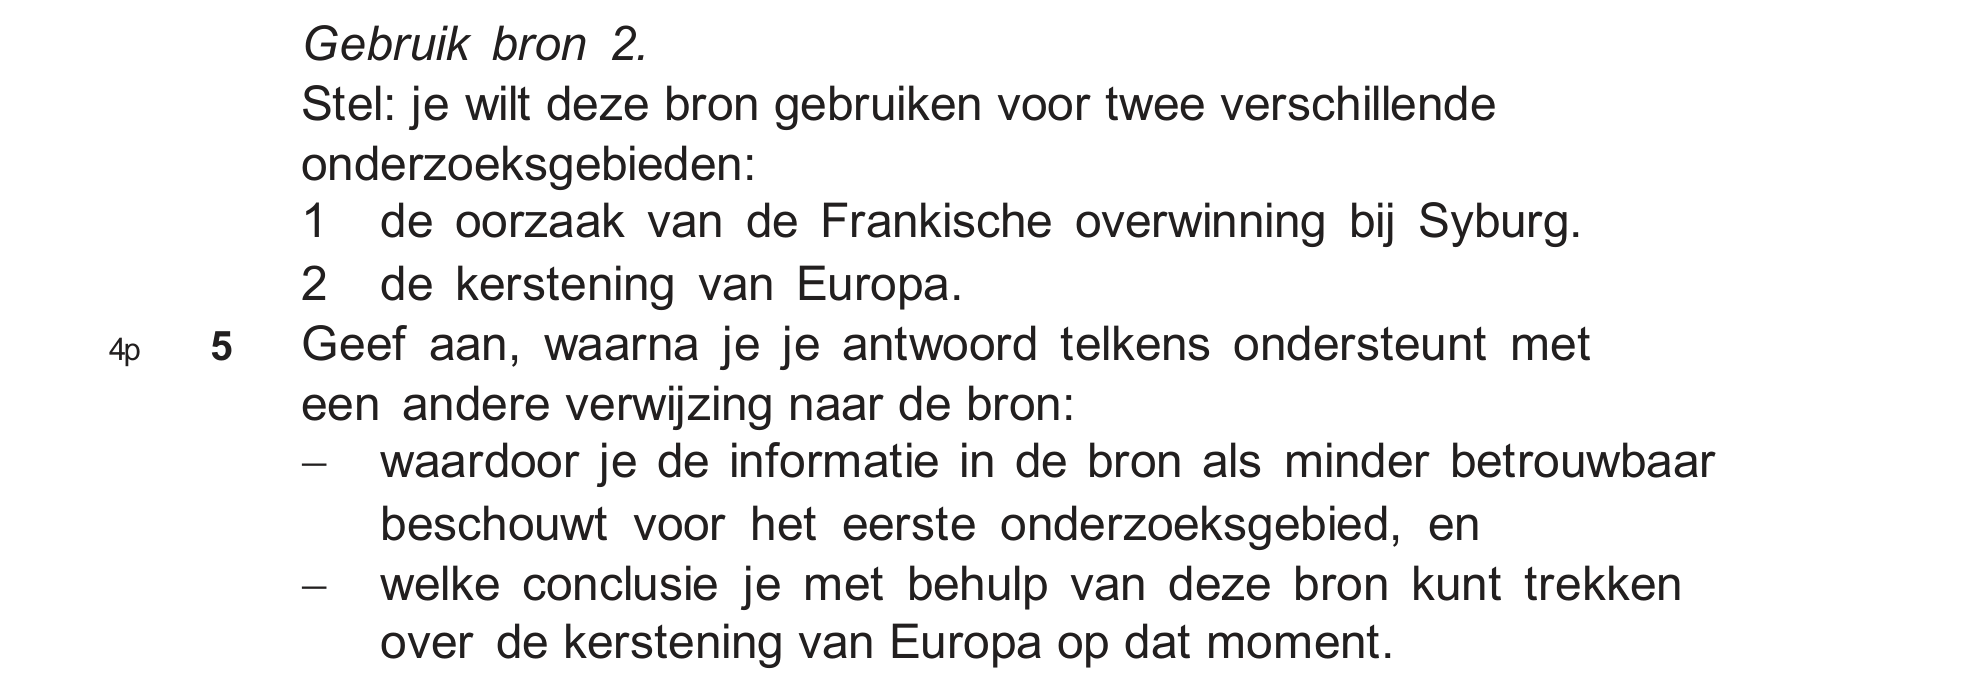 Gebruik bron 2.
Stel: je wilt deze bron gebruiken voor twee verschillende
onderzoeksgebieden:
1 de oorzaak van de Frankische overwinning bij Syburg.
2 de kerstening van Europa.
4p 5 Geef aan, waarna je je antwoord telkens ondersteunt met
een andere verwijzing naar de bron:
– waardoor je de informatie in de bron als minder betrouwbaar
beschouwt voor het eerste onderzoeksgebied, en
– welke conclusie je met behulp van deze bron kunt trekken
over de kerstening van Europa op dat moment.